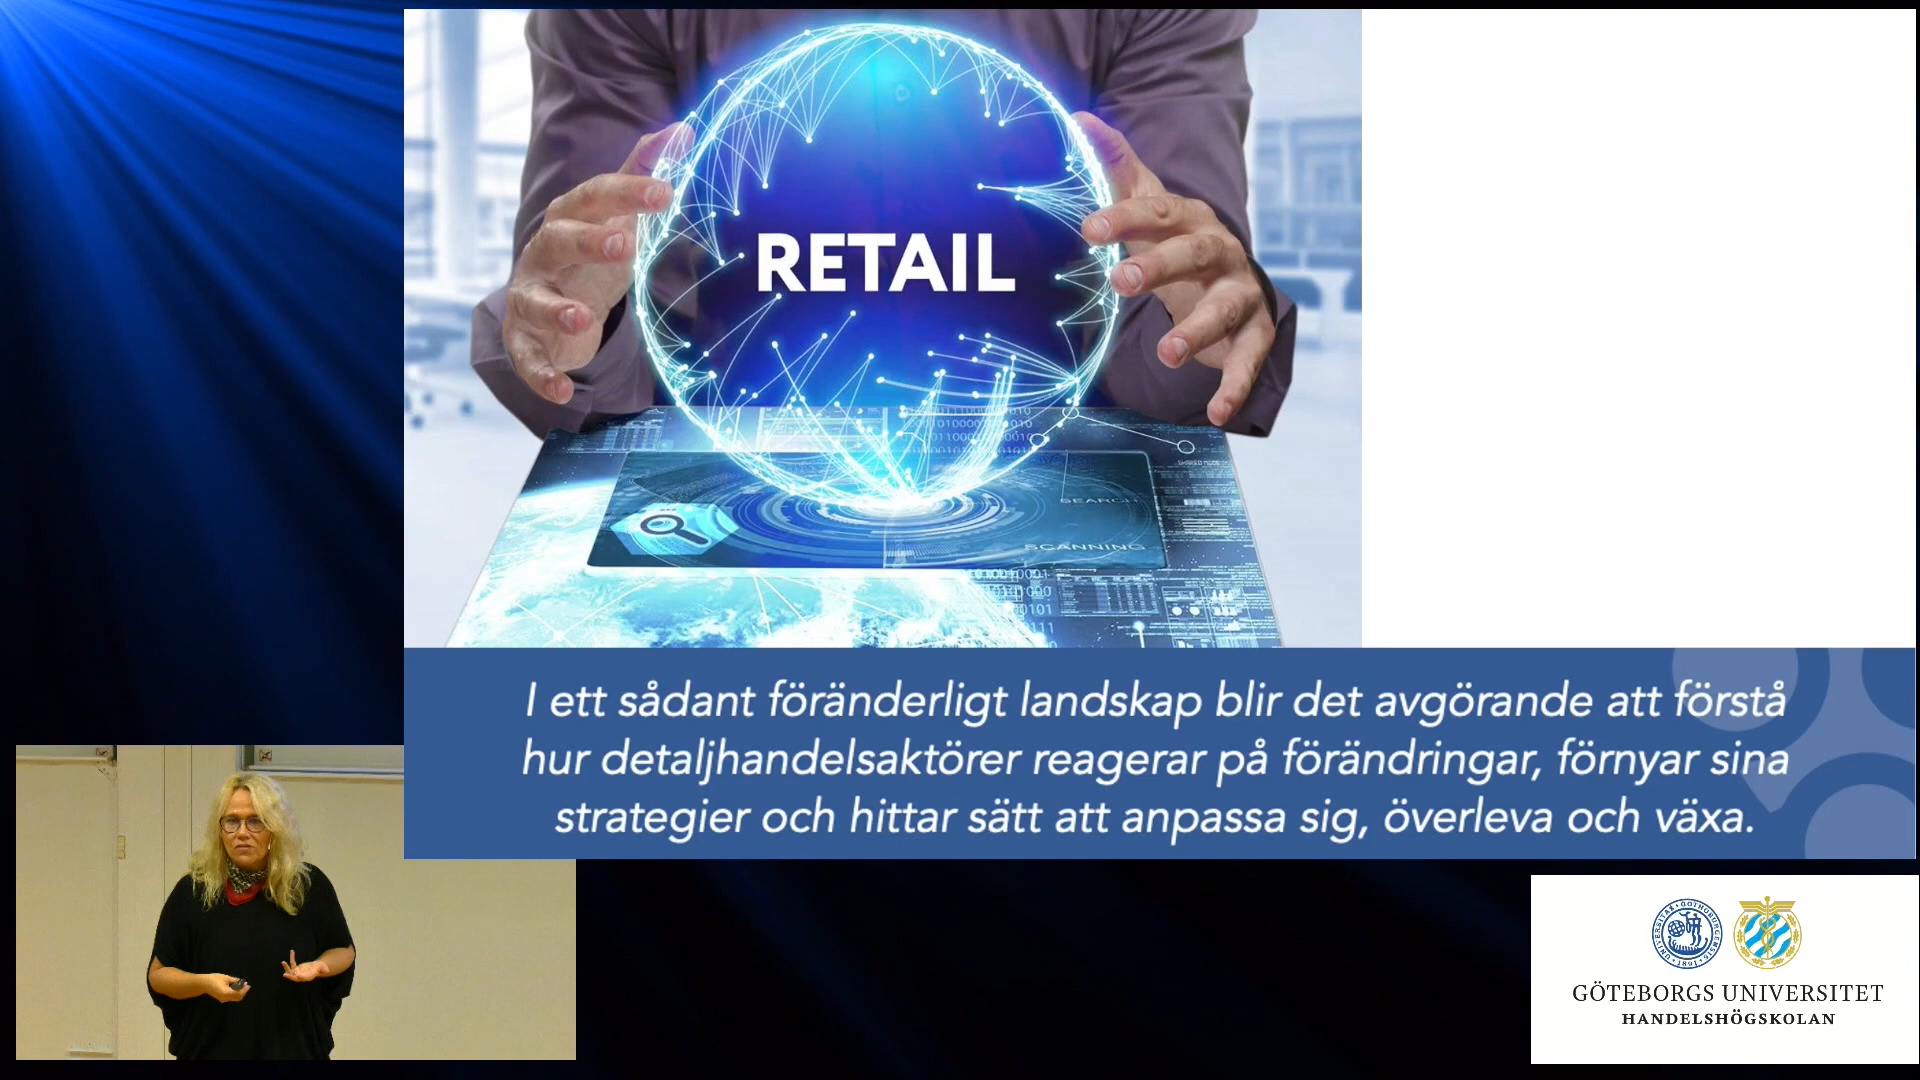 RETAIL
SEARCH
SCANNING
I ett sådant föränderligt landskap blir det avgörande att förstå
hur detaljhandelsaktörer reagerar på förändringar, förnyar sina
strategier och hittar sätt att anpassa sig, överleva och växa.
GÖTEBORGS UNIVERSITET
HANDELSHÖGSKOLAN